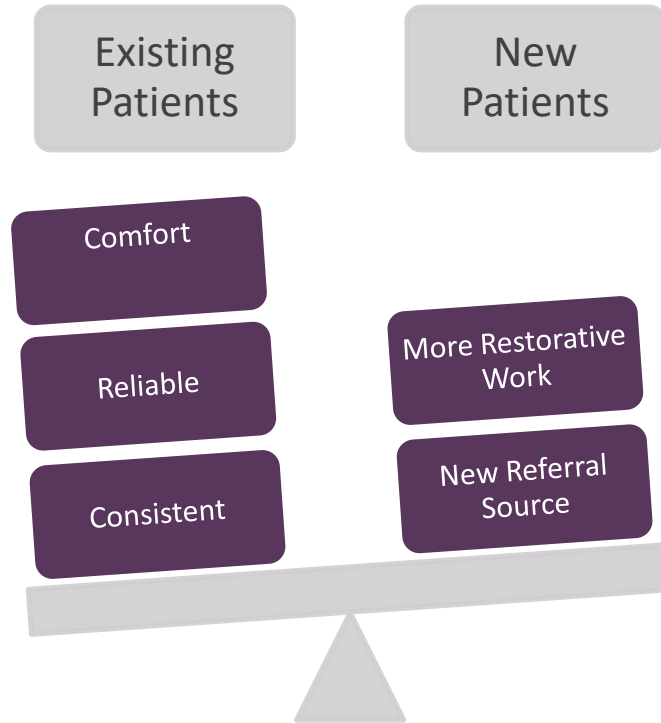 Existing
Patients
New
Patients
Comfort
Reliable
Consistent
More Restorative
Work
New Referral
Source